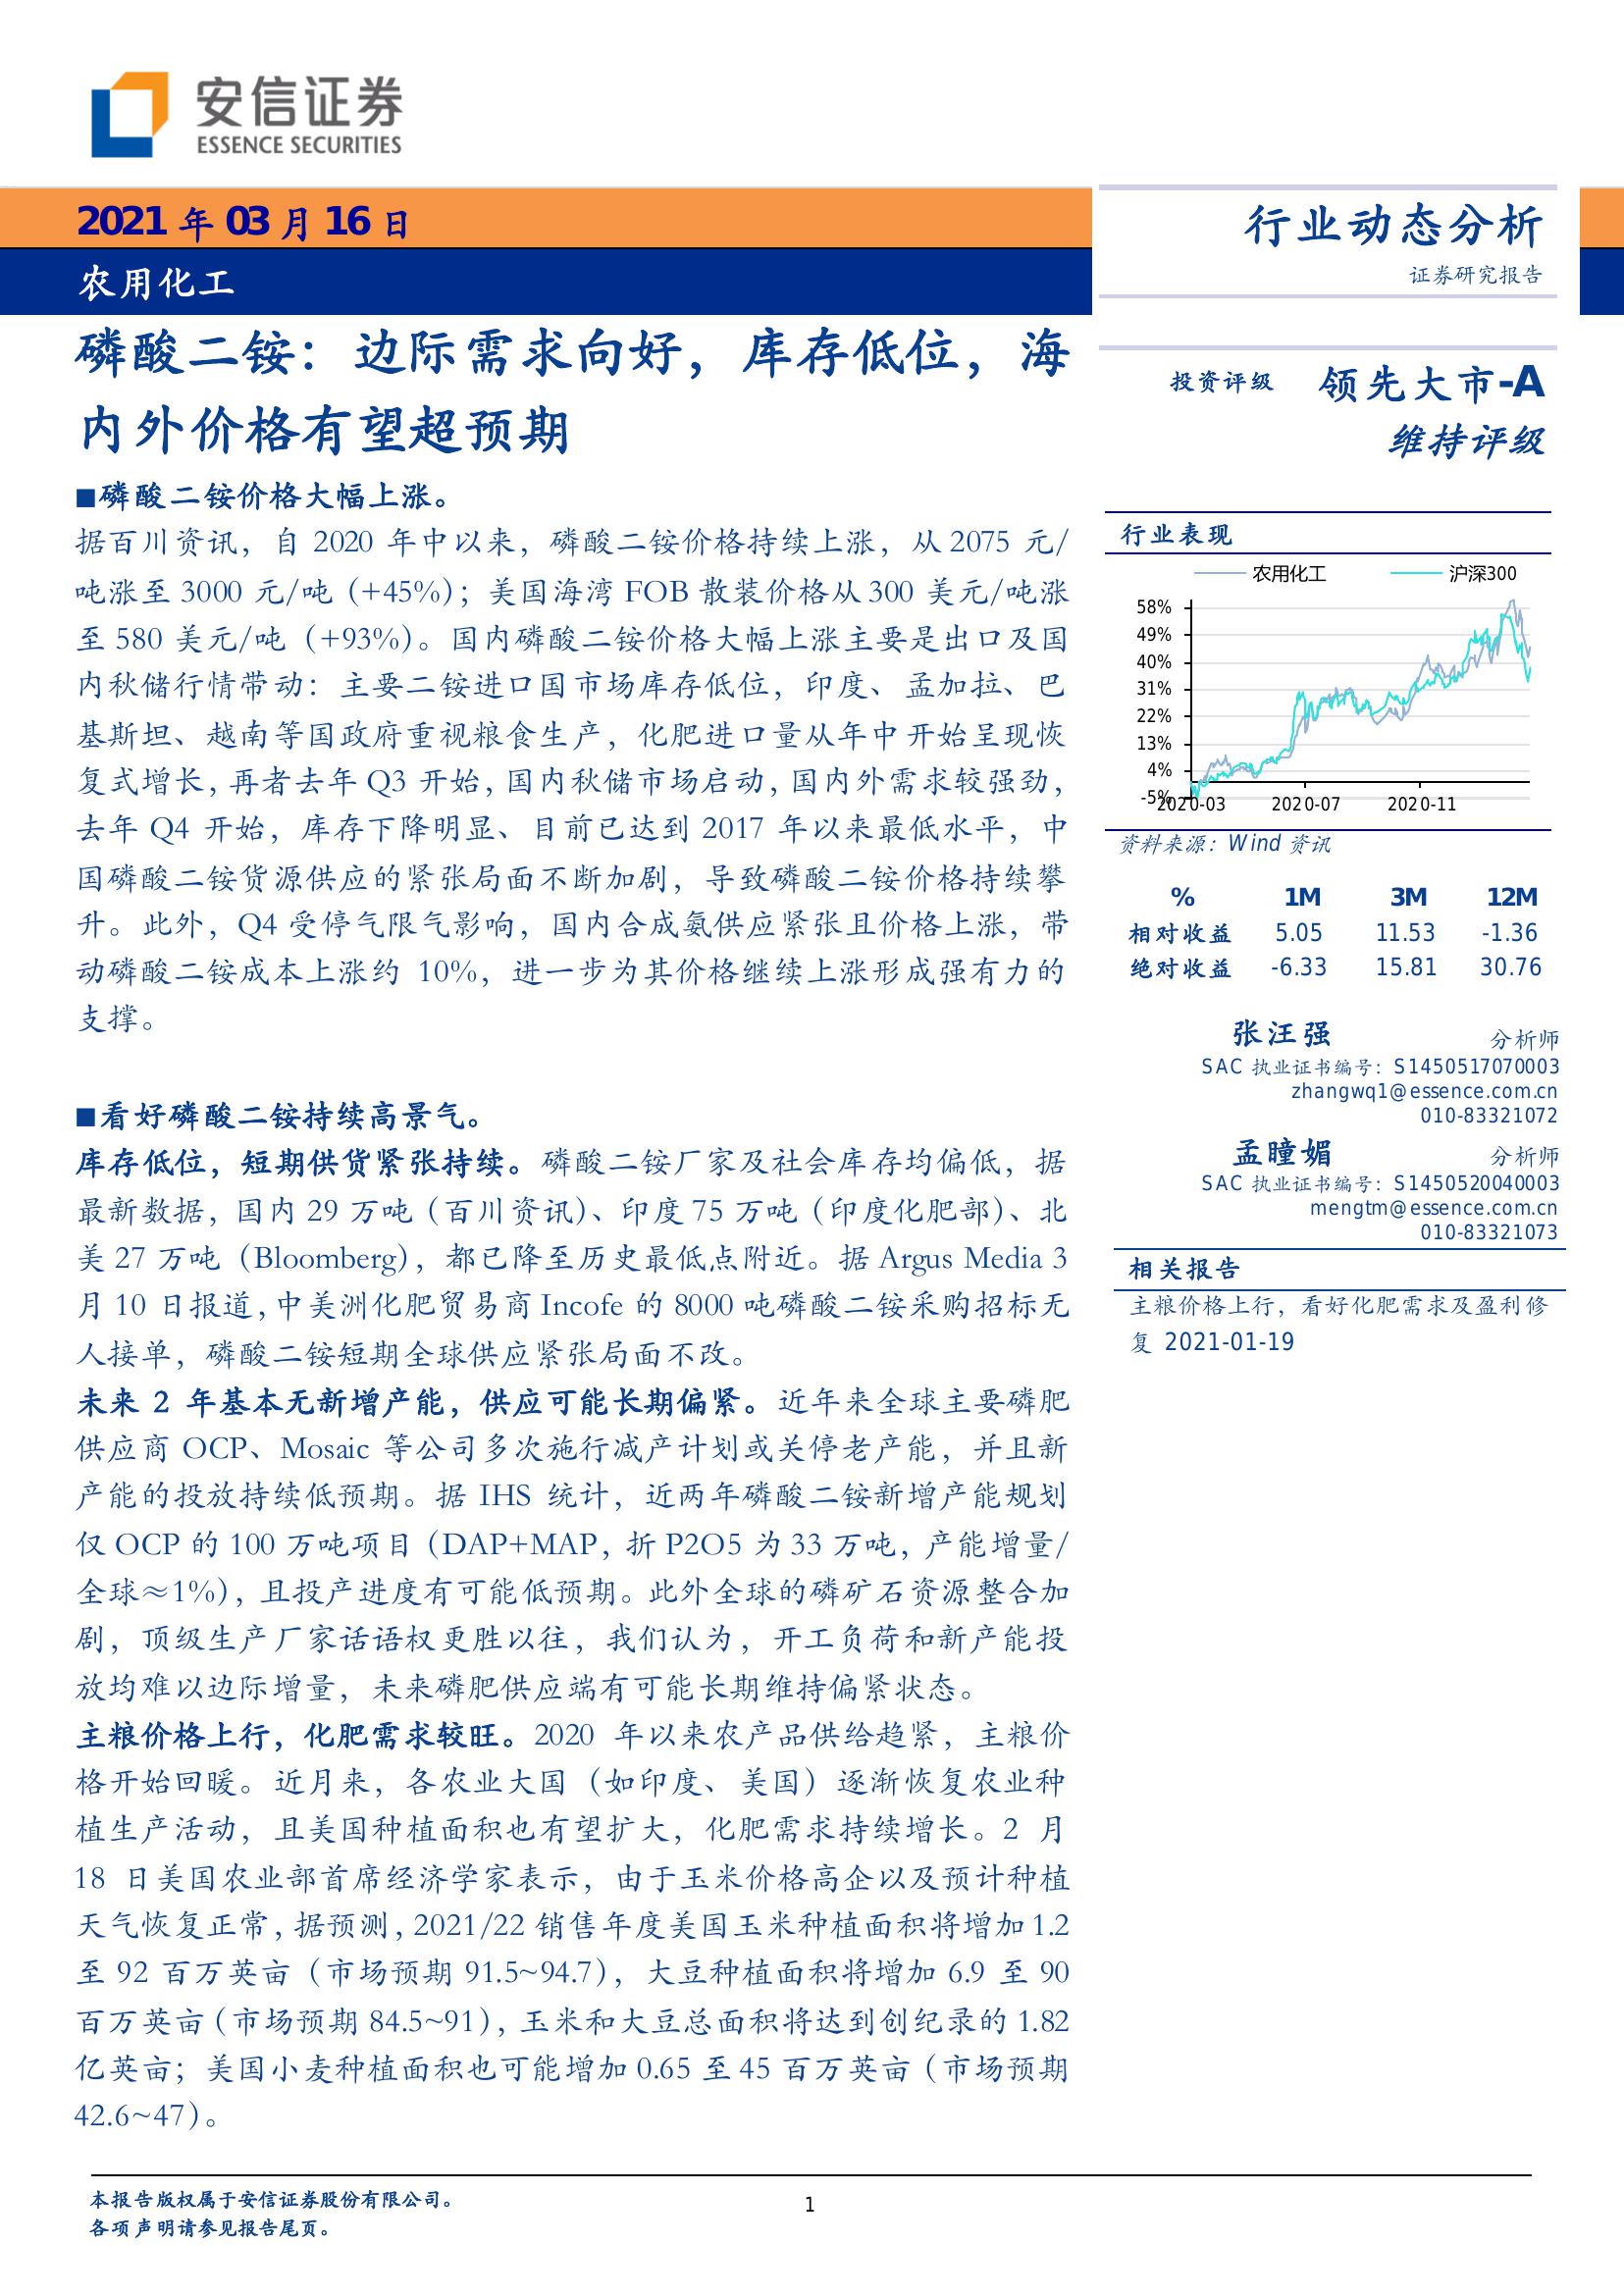 安信证券
ESSENCE SECURITIES
2021 年 03 月 16 日
农用化工
行业动态分析
证券研究报告
磷酸二铵：边际需求向好，库存低位，海
内外价格有望超预期
■磷酸二铵价格大幅上涨。
据百川资讯，自 2020 年中以来，磷酸二铵价格持续上涨，从 2075 元/
吨涨至 3000 元/吨（+45%）；美国海湾 FOB 散装价格从 300 美元/吨涨
至 580 美元/吨（+93%）。国内磷酸二铵价格大幅上涨主要是出口及国
内秋储行情带动：主要二铵进口国市场库存低位，印度、孟加拉、巴
基斯坦、越南等国政府重视粮食生产，化肥进口量从年中开始呈现恢
复式增长，再者去年 Q3 开始，国内秋储市场启动，国内外需求较强劲，
去年 Q4 开始，库存下降明显、目前已达到 2017 年以来最低水平，中
国磷酸二铵货源供应的紧张局面不断加剧，导致磷酸二铵价格持续攀
升。此外，Q4 受停气限气影响，国内合成氨供应紧张且价格上涨，带
动磷酸二铵成本上涨约 10%，进一步为其价格继续上涨形成强有力的
支撑。
■看好磷酸二铵持续高景气。
库存低位，短期供货紧张持续。磷酸二铵厂家及社会库存均偏低，据
最新数据，国内 29 万吨（百川资讯）、印度 75 万吨（印度化肥部）、北
美 27 万吨（Bloomberg），都已降至历史最低点附近。据 Argus Media 3
月 10 日报道，中美洲化肥贸易商 Incofe 的 8000 吨磷酸二铵采购招标无
人接单，磷酸二铵短期全球供应紧张局面不改。
未来 2 年基本无新增产能，供应可能长期偏紧。近年来全球主要磷肥
供应商 OCP、Mosaic 等公司多次施行减产计划或关停老产能，并且新
产能的投放持续低预期。据 IHS 统计，近两年磷酸二铵新增产能规划
仅 OCP 的 100 万吨项目（DAP+MAP，折 P2O5 为 33 万吨，产能增量/
全球≈1%），且投产进度有可能低预期。此外全球的磷矿石资源整合加
剧，顶级生产厂家话语权更胜以往，我们认为，开工负荷和新产能投
放均难以边际增量，未来磷肥供应端有可能长期维持偏紧状态。
主粮价格上行，化肥需求较旺。2020 年以来农产品供给趋紧，主粮价
格开始回暖。近月来，各农业大国（如印度、美国）逐渐恢复农业种
植生产活动，且美国种植面积也有望扩大，化肥需求持续增长。2 月
18 日美国农业部首席经济学家表示，由于玉米价格高企以及预计种植
天气恢复正常，据预测，2021/22 销售年度美国玉米种植面积将增加 1.2
至 92 百万英亩（市场预期 91.5~94.7），大豆种植面积将增加 6.9 至 90
百万英亩（市场预期 84.5~91），玉米和大豆总面积将达到创纪录的 1.82
亿英亩；美国小麦种植面积也可能增加 0.65 至 45 百万英亩（市场预期
42.6~47）。
投资评级 领先大市-A
维持评级
行业表现
农用化工 沪深300
58%
49%
40%
31%
22%
13%
4%
-5%
2020-03 2020-07 2020-11
资料来源：Wind 资讯
% 1M 3M 12M
相对收益 5.05 11.53 -1.36
绝对收益 -6.33 15.81 30.76
张汪强 分析师
SAC 执业证书编号：S1450517070003
zhangwq1@essence.com.cn
010-83321072
孟瞳媚 分析师
SAC 执业证书编号：S1450520040003
mengtm@essence.com.cn
010-83321073
相关报告
主粮价格上行，看好化肥需求及盈利修
复 2021-01-19
本报告版权属于安信证券股份有限公司。
各项声明请参见报告尾页。
1